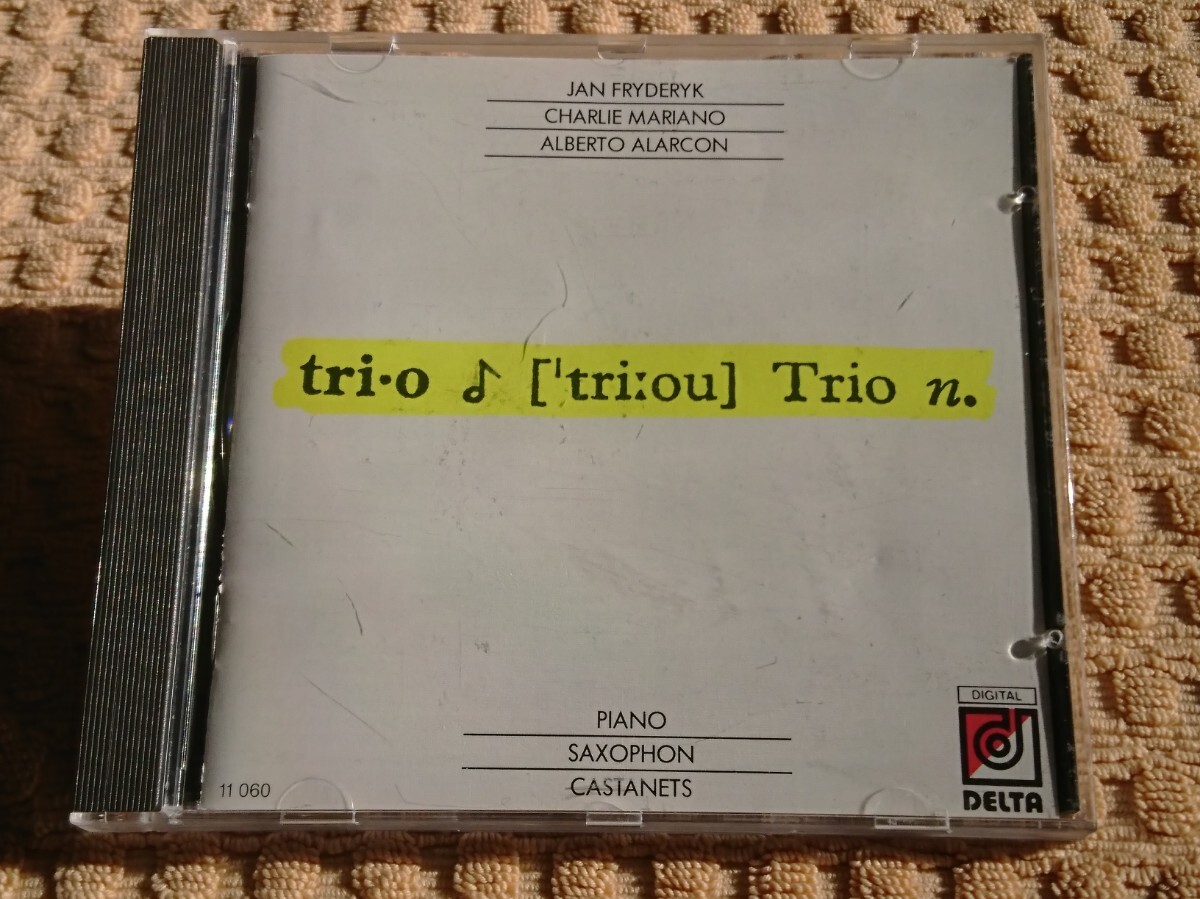 JAN FRYDERYK
CHARLIE MARIANO
ALBERTO ALARCON
tri·o ♪ [ˈtriːou] Trio n.
PIANO
SAXOPHON
CASTANETS
11 060
DIGITAL
DELTA